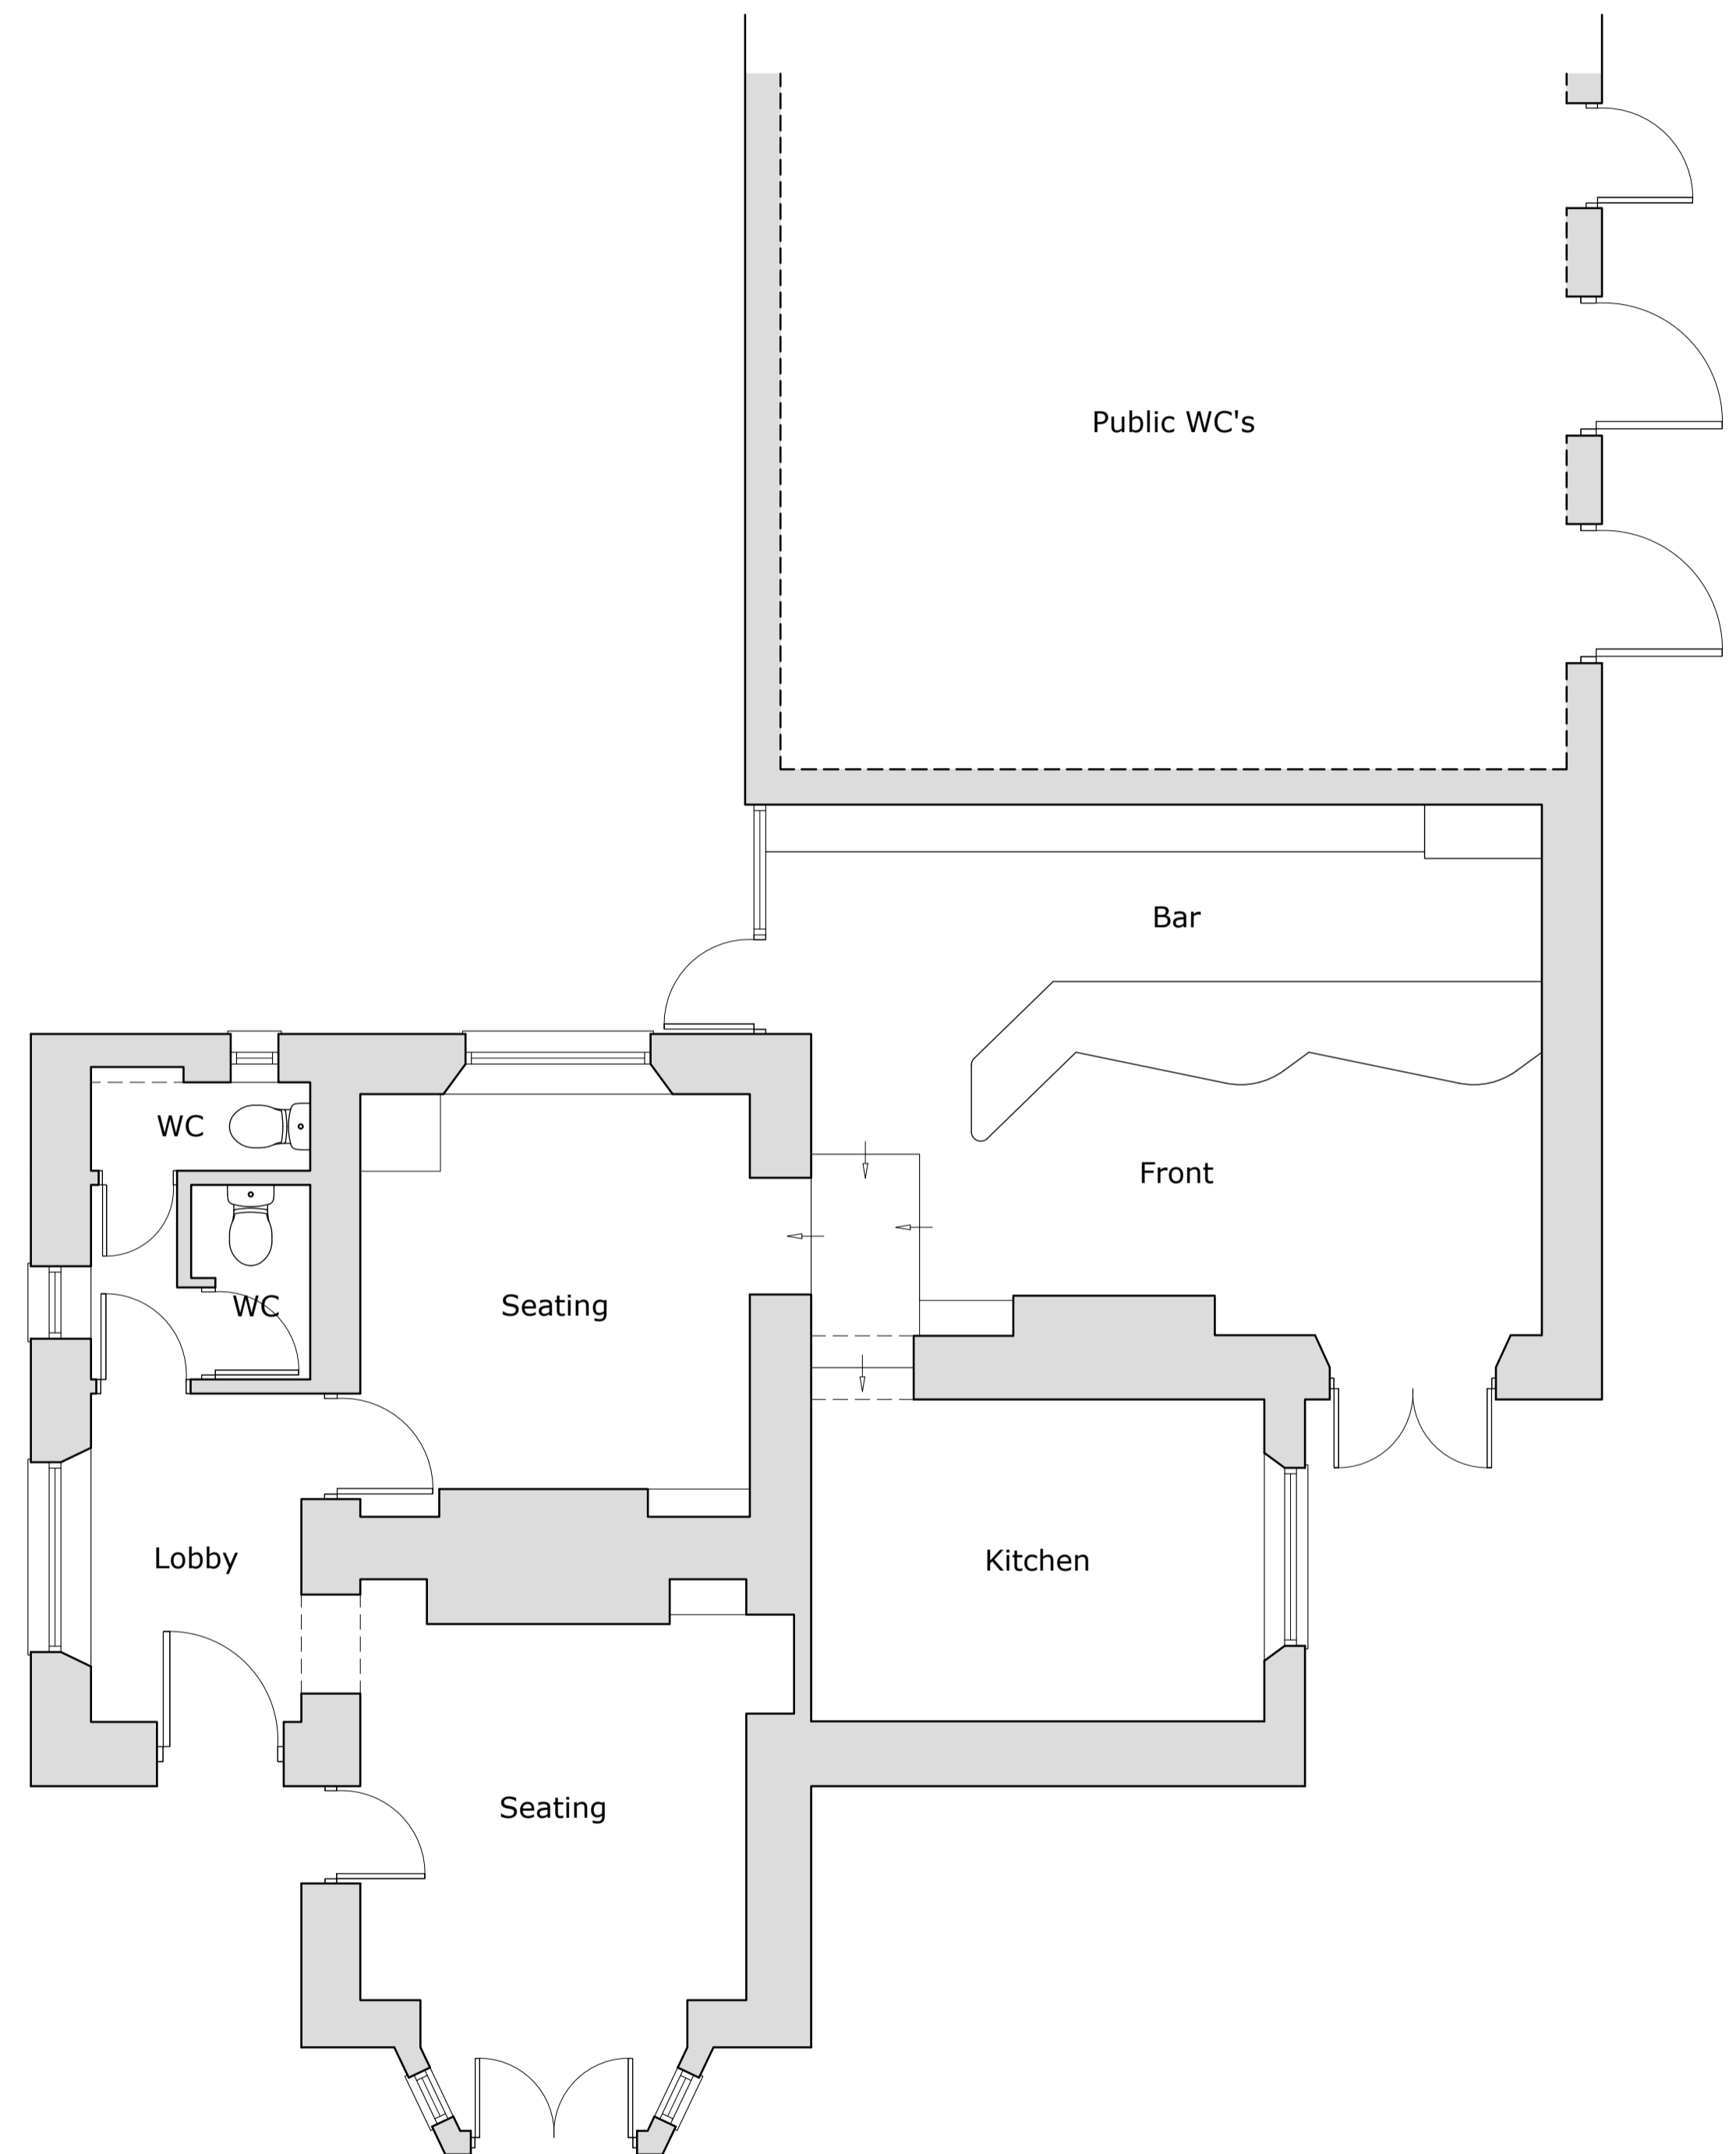 Public WC's
Bar
WC
Front
Seating
WC
Lobby
Kitchen
Seating